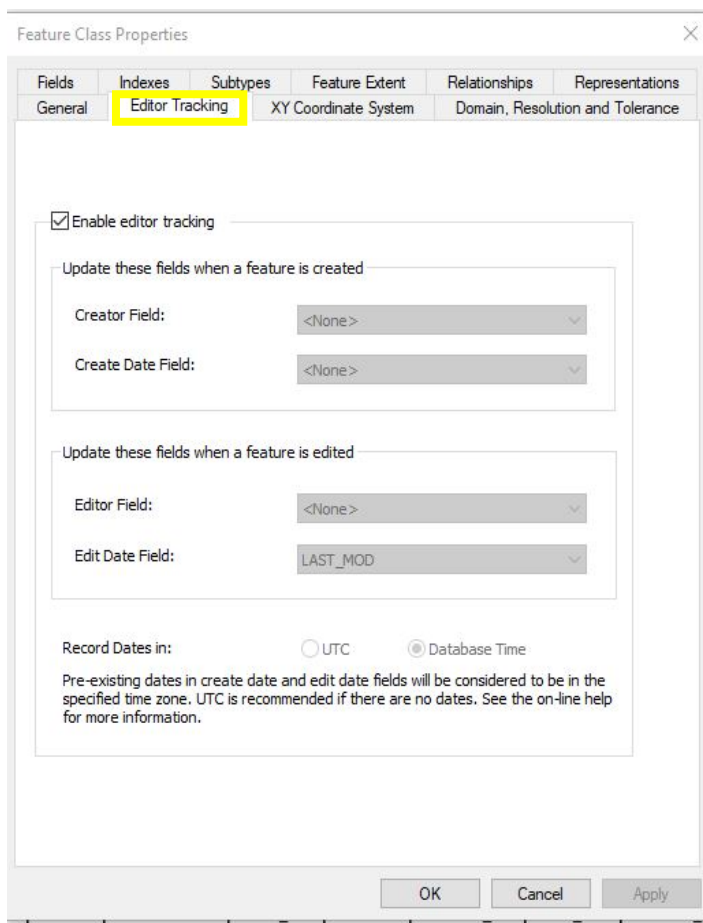 Feature Class Properties
Fields Indexes Subtypes Feature Extent Relationships Representations
General Editor Tracking XY Coordinate System Domain, Resolution and Tolerance
Enable editor tracking
Update these fields when a feature is created
Creator Field: <None>
Create Date Field: <None>
Update these fields when a feature is edited
Editor Field: <None>
Edit Date Field: LAST_MOD
Record Dates in: UTC Database Time
Pre-existing dates in create date and edit date fields will be considered to be in the
specified time zone. UTC is recommended if there are no dates. See the on-line help
for more information.
OK Cancel Apply